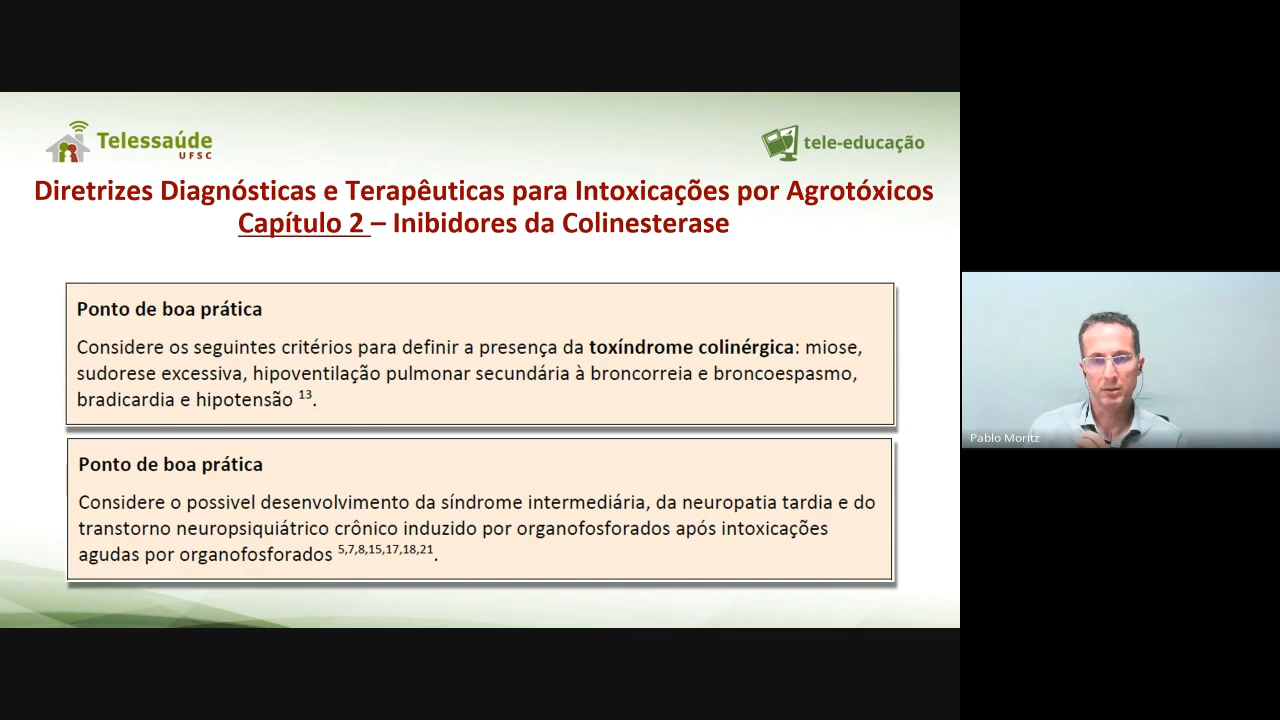 Telessaúde
UFSC
tele-educação
Diretrizes Diagnósticas e Terapêuticas para Intoxicações por Agrotóxicos
Capítulo 2 – Inibidores da Colinesterase
Ponto de boa prática
Considere os seguintes critérios para definir a presença da toxíndrome colinérgica: miose,
sudorese excessiva, hipoventilação pulmonar secundária à broncorreia e broncoespasmo,
bradicardia e hipotensão 13.
Ponto de boa prática
Considere o possivel desenvolvimento da síndrome intermediária, da neuropatia tardia e do
transtorno neuropsiquiátrico crônico induzido por organofosforados após intoxicações
agudas por organofosforados 5,7,8,15,17,18,21.
Pablo Moritz